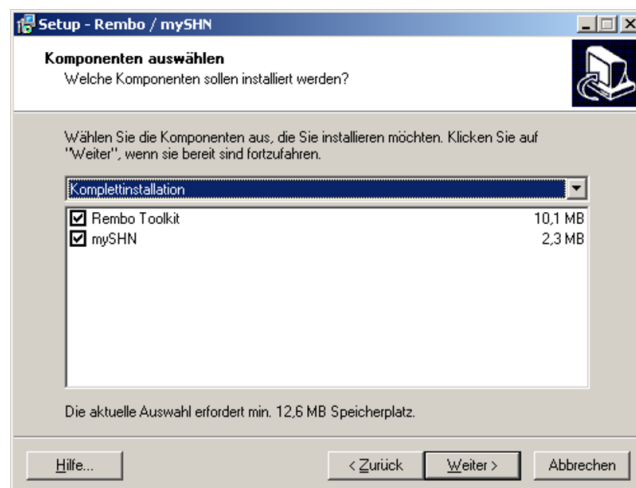 Setup - Rembo / mySHN
Komponenten auswählen
Welche Komponenten sollen installiert werden?
Wählen Sie die Komponenten aus, die Sie installieren möchten. Klicken Sie auf
"Weiter", wenn sie bereit sind fortzufahren.
Komplettinstallation
Rembo Toolkit 10,1 MB
mySHN 2,3 MB
Die aktuelle Auswahl erfordert min. 12,6 MB Speicherplatz.
Hilfe... < Zurück Weiter > Abbrechen